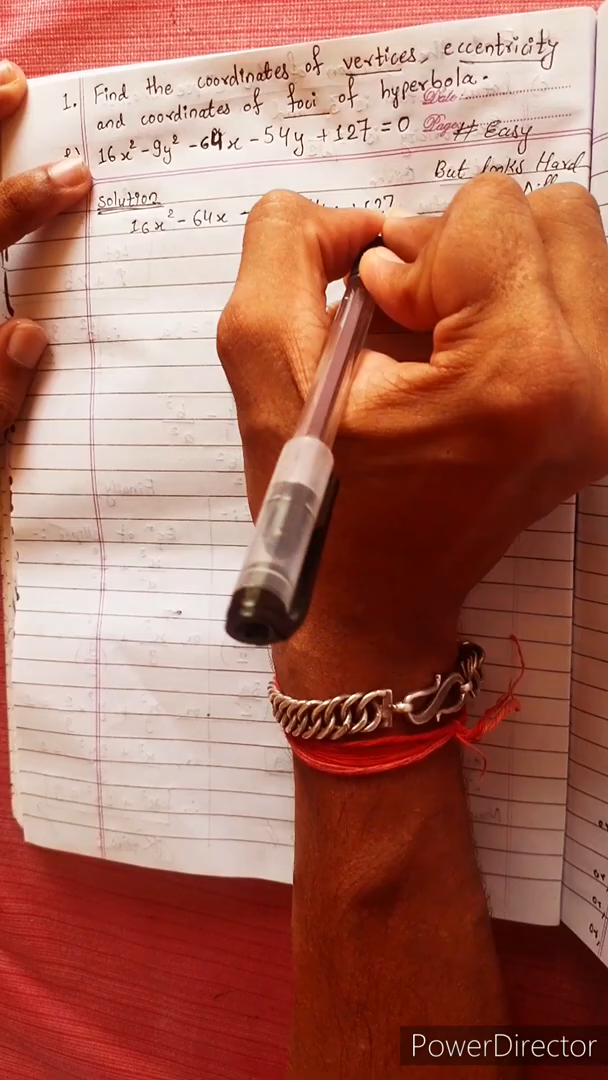 1. Find the coordinates of vertices, eccentricity
and coordinates of foci of hyperbola.
Date:
e) 16x² - 9y² - 64x - 54y + 127 = 0 Page: # Easy
But looks Hard
Solution
16x² - 64x - 127
PowerDirector